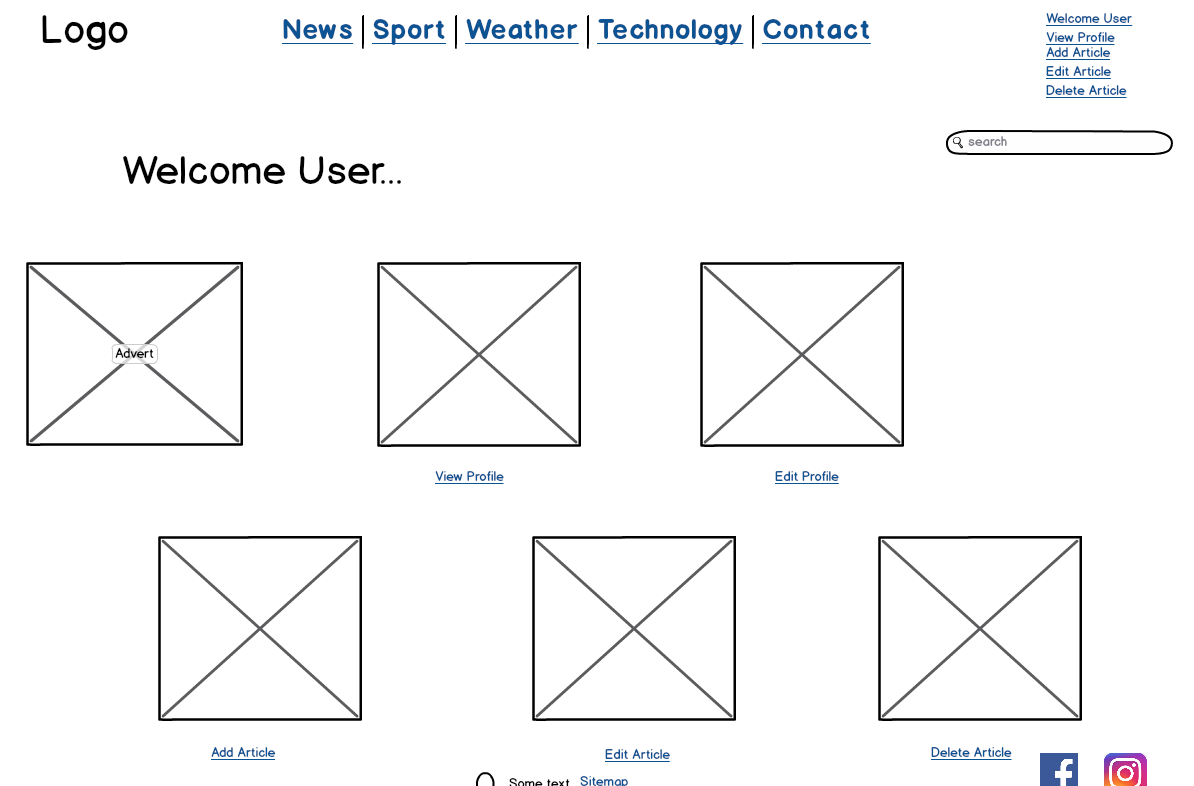 Logo
News | Sport | Weather | Technology | Contact
Welcome User
View Profile
Add Article
Edit Article
Delete Article
search
Welcome User...
Advert
View Profile
Edit Profile
Add Article
Edit Article
Delete Article
Some text
Sitemap